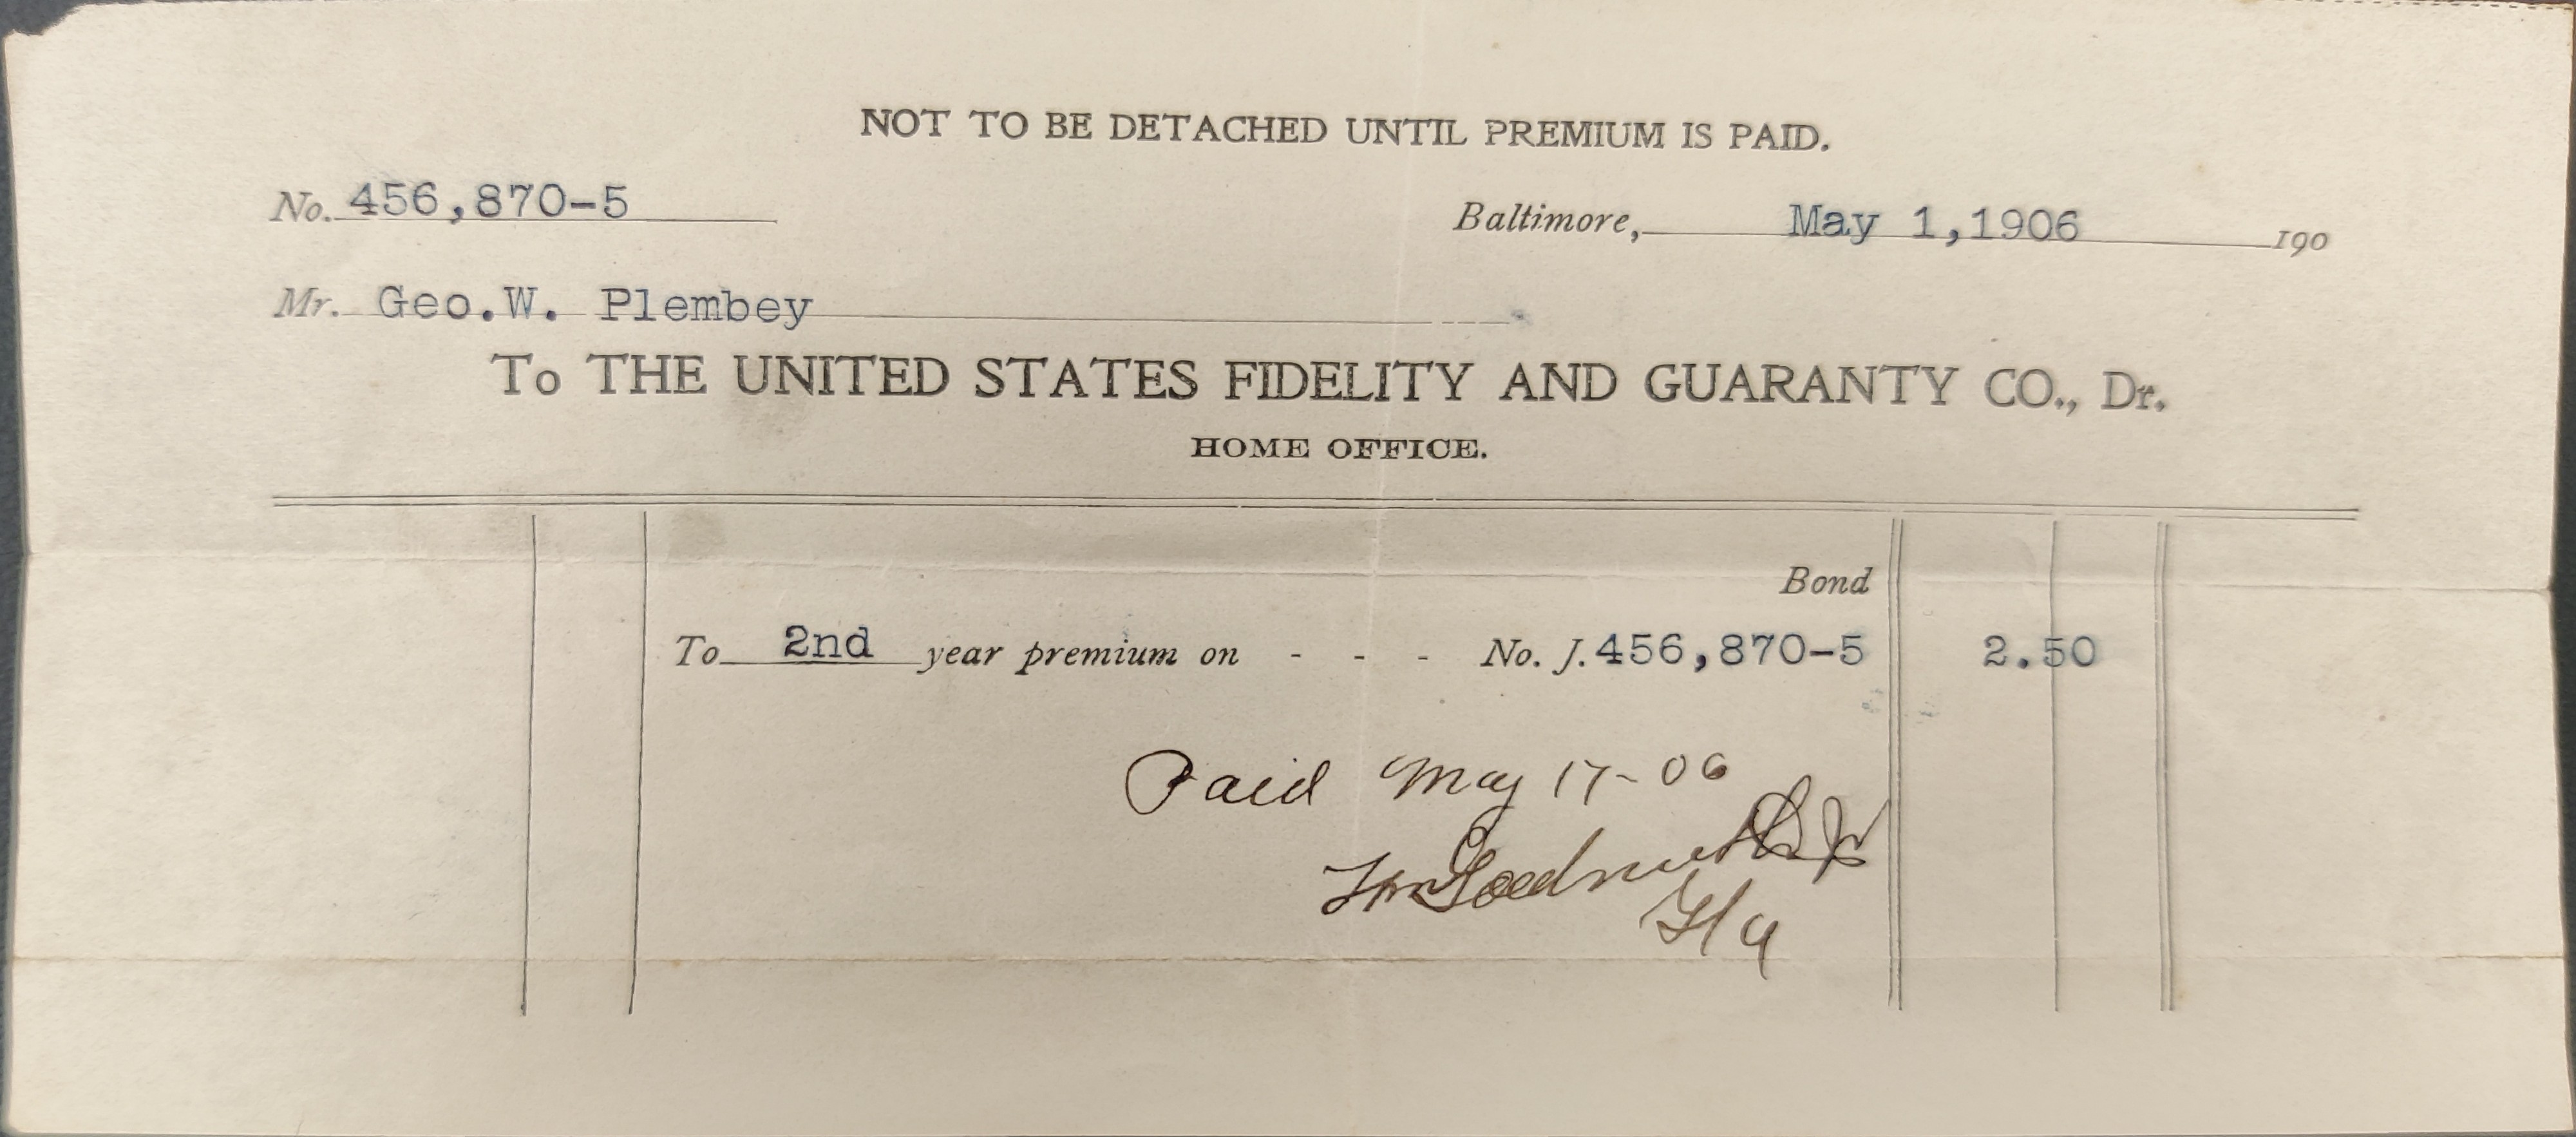 NOT TO BE DETACHED UNTIL PREMIUM IS PAID.
No. 456,870-5
Baltimore, May 1,1906 190
Mr. Geo.W. Plembey
To THE UNITED STATES FIDELITY AND GUARANTY CO., Dr.
HOME OFFICE.
Bond
To 2nd year premium on - - - No. J. 456,870-5 2.50
Paid May 17-06